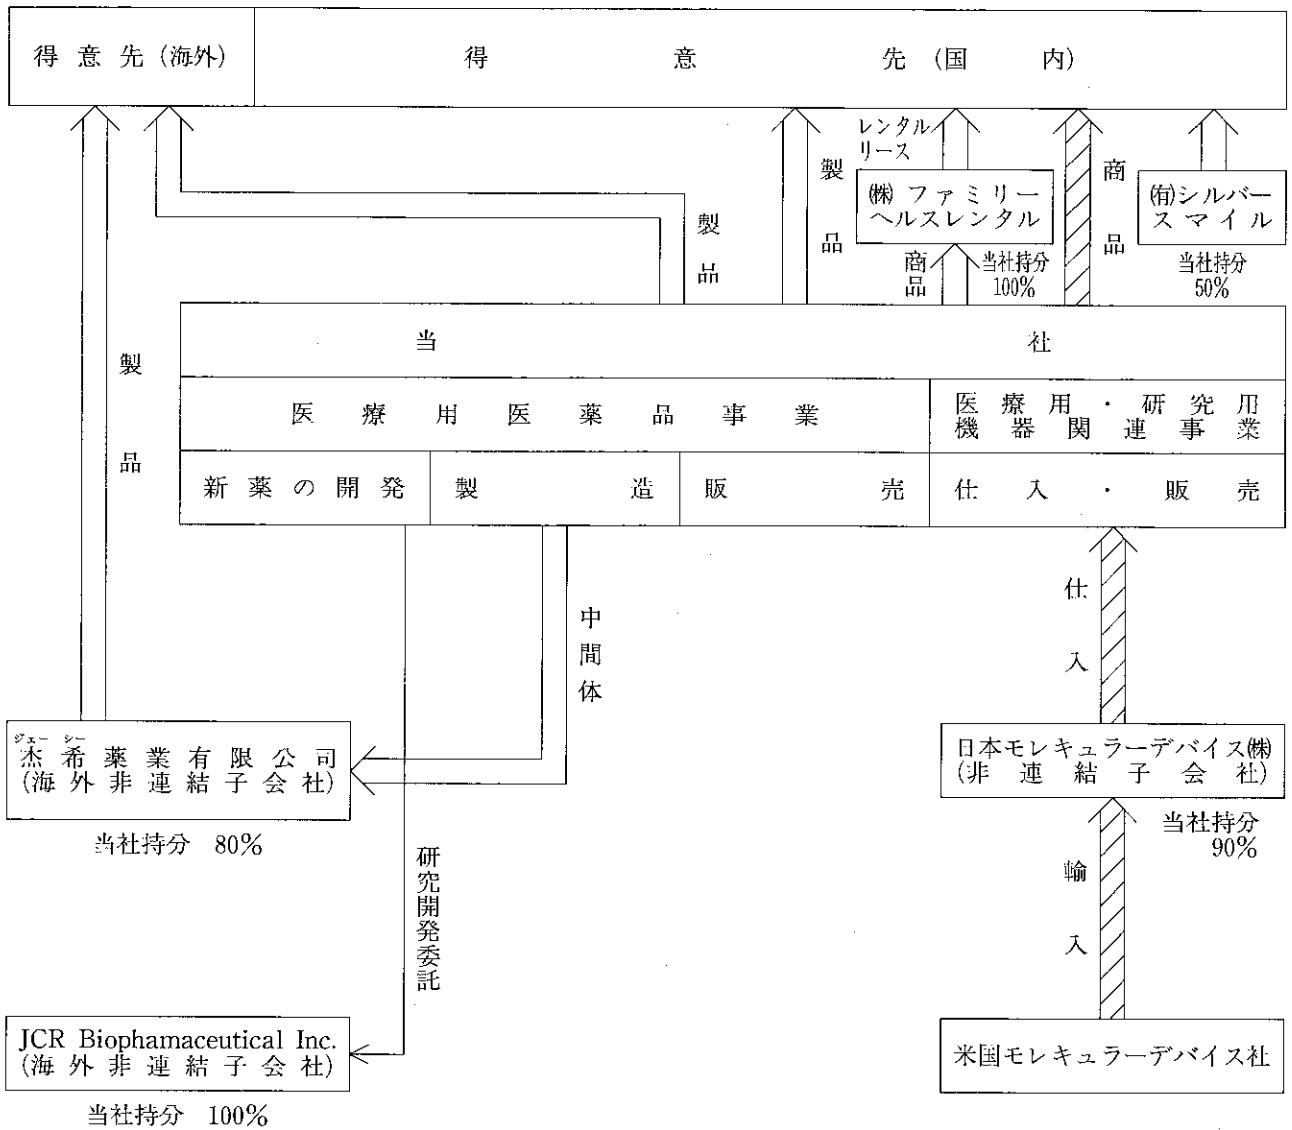 得意先(海外)
得意先(国内)
レンタル
リース
製品
商品
㈱ファミリー
ヘルスレンタル
㈲シルバー
スマイル
製品
商品
当社持分
100%
当社持分
50%
当社
製品
医療用医薬品事業
医療用・研究用
機器関連事業
新薬の開発
製造
販売
仕入・販売
中間体
仕入
ジェー シー
杰希薬業有限公司
(海外非連結子会社)
当社持分 80%
日本モレキュラーデバイス㈱
(非連結子会社)
当社持分
90%
研究開発委託
輸入
JCR Biophamaceutical Inc.
(海外非連結子会社)
当社持分 100%
米国モレキュラーデバイス社